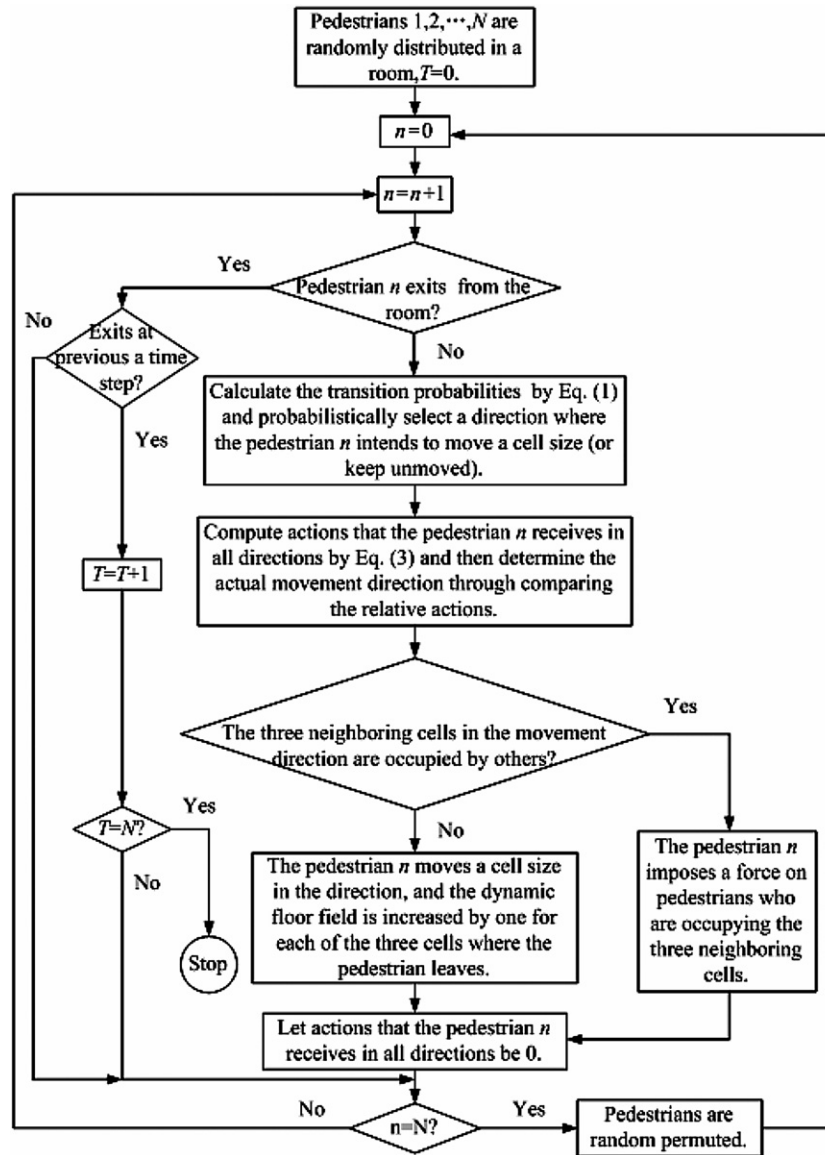 Pedestrians 1,2,···,N are
randomly distributed in a
room,T=0.
n=0
n=n+1
Yes
Pedestrian n exits from the
room?
No
Exits at
previous a time
step?
No
Calculate the transition probabilities by Eq. (1)
and probabilistically select a direction where
the pedestrian n intends to move a cell size (or
keep unmoved).
Yes
Compute actions that the pedestrian n receives in
all directions by Eq. (3) and then determine the
actual movement direction through comparing
the relative actions.
T=T+1
The three neighboring cells in the movement
direction are occupied by others?
Yes
T=N?
Yes
No
No
The pedestrian n moves a cell size
in the direction, and the dynamic
floor field is increased by one for
each of the three cells where the
pedestrian leaves.
The pedestrian n
imposes a force on
pedestrians who
are occupying the
three neighboring
cells.
Stop
Let actions that the pedestrian n
receives in all directions be 0.
No
n=N?
Yes
Pedestrians are
random permuted.